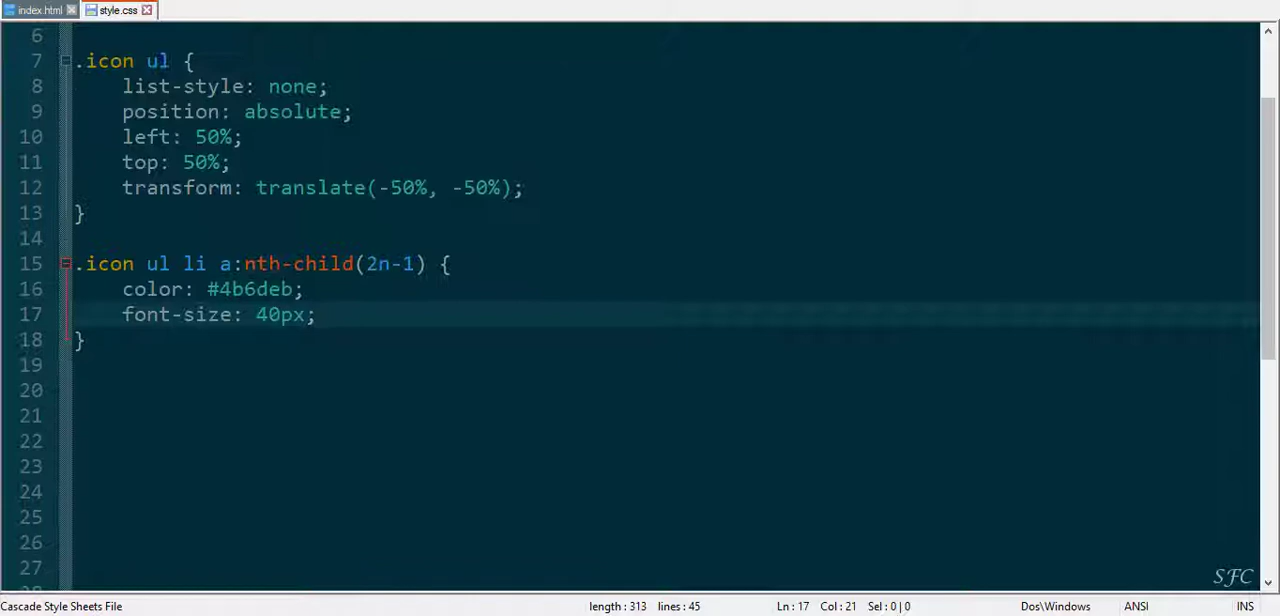 index.html style.css
6
7 .icon ul {
8 list-style: none;
9 position: absolute;
10 left: 50%;
11 top: 50%;
12 transform: translate(-50%, -50%);
13 }
14
15 .icon ul li a:nth-child(2n-1) {
16 color: #4b6deb;
17 font-size: 40px;
18 }
19
20
21
22
23
24
25
26
27
28
SFC
Cascade Style Sheets File length : 313 lines : 45 Ln : 17 Col : 21 Sel : 0 | 0 Dos\Windows ANSI INS